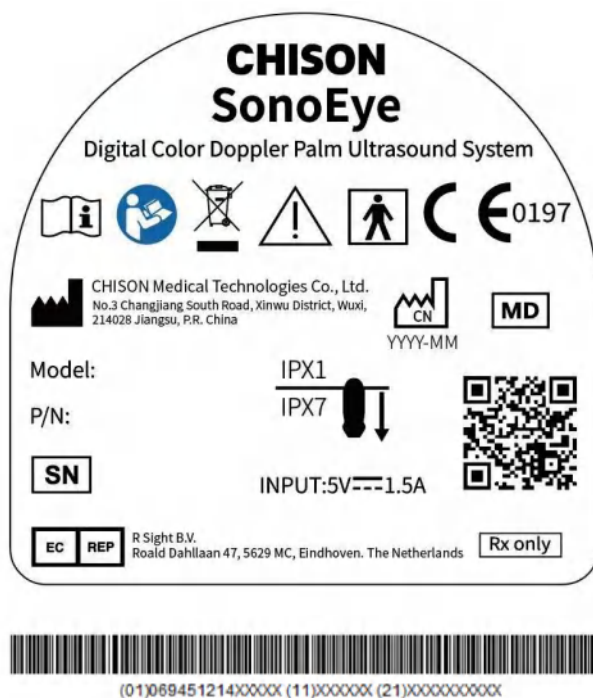 CHISON
SonoEye
Digital Color Doppler Palm Ultrasound System
0197
CHISON Medical Technologies Co., Ltd.
No.3 Changjiang South Road, Xinwu District, Wuxi,
214028 Jiangsu, P.R. China
CN
YYYY-MM
MD
Model:
IPX1
P/N:
IPX7
SN
INPUT:5V⎓1.5A
EC REP
R Sight B.V.
Roald Dahllaan 47, 5629 MC, Eindhoven. The Netherlands
Rx only
(01)069451214XXXXX (11)XXXXXX (21)XXXXXXXXXX